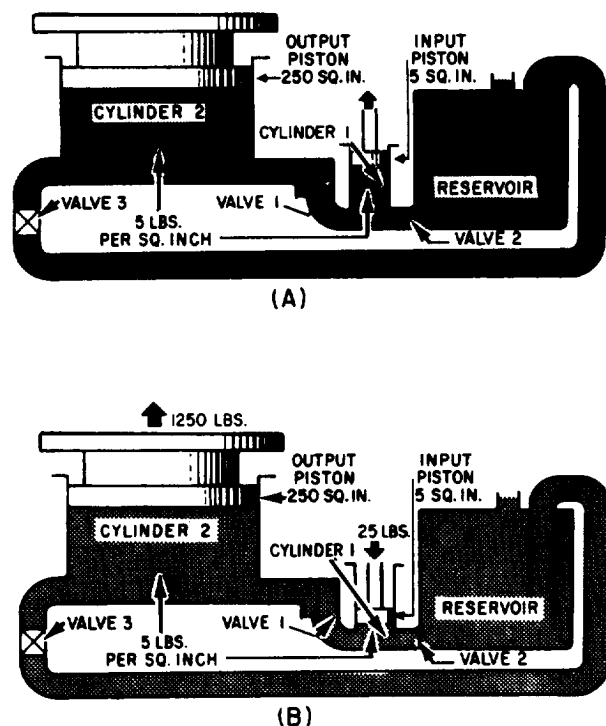 OUTPUT
PISTON
250 SQ. IN.
INPUT
PISTON
5 SQ. IN.
CYLINDER 2
CYLINDER 1
RESERVOIR
VALVE 3
VALVE 1
5 LBS.
PER SQ. INCH
VALVE 2
(A)
1250 LBS.
OUTPUT
PISTON
250 SQ. IN.
INPUT
PISTON
5 SQ. IN.
25 LBS.
CYLINDER 2
CYLINDER 1
RESERVOIR
VALVE 3
VALVE 1
5 LBS.
PER SQ. INCH
VALVE 2
(B)